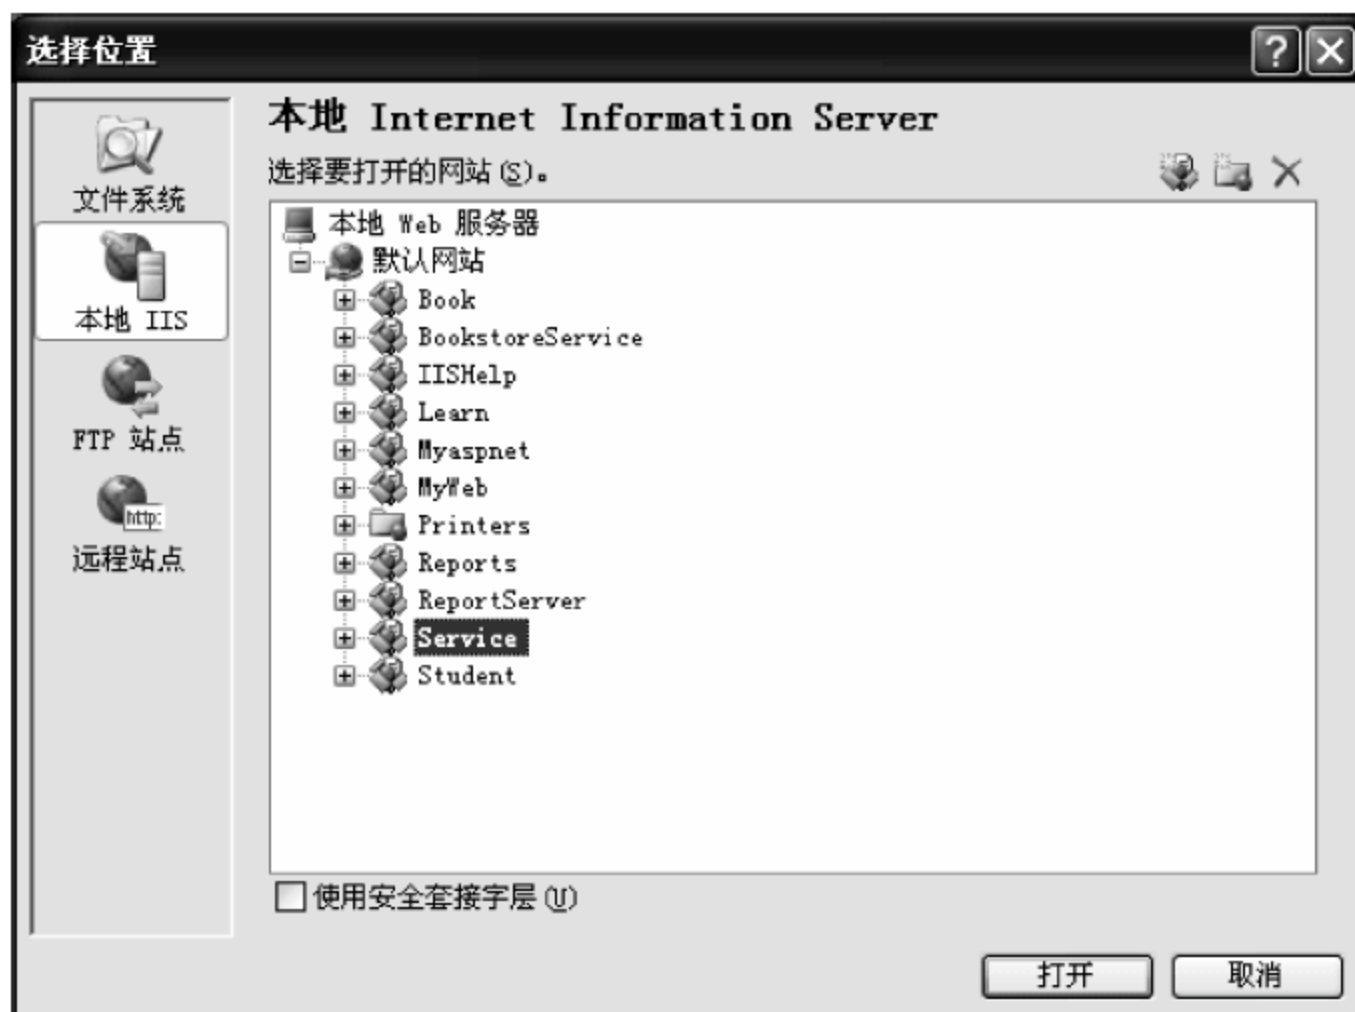 选择位置
文件系统
本地 IIS
FTP 站点
http:
远程站点
本地 Internet Information Server
选择要打开的网站(S)。
本地 Web 服务器
默认网站
Book
BookstoreService
IISHelp
Learn
Myaspnet
MyWeb
Printers
Reports
ReportServer
Service
Student
使用安全套接字层(U)
打开
取消